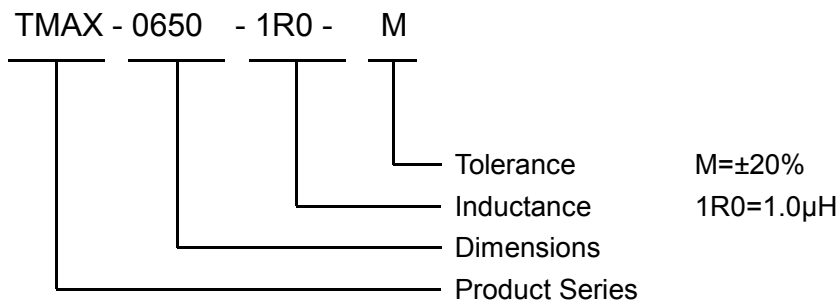 TMAX - 0650 - 1R0 - M
Tolerance M=±20%
Inductance 1R0=1.0µH
Dimensions
Product Series